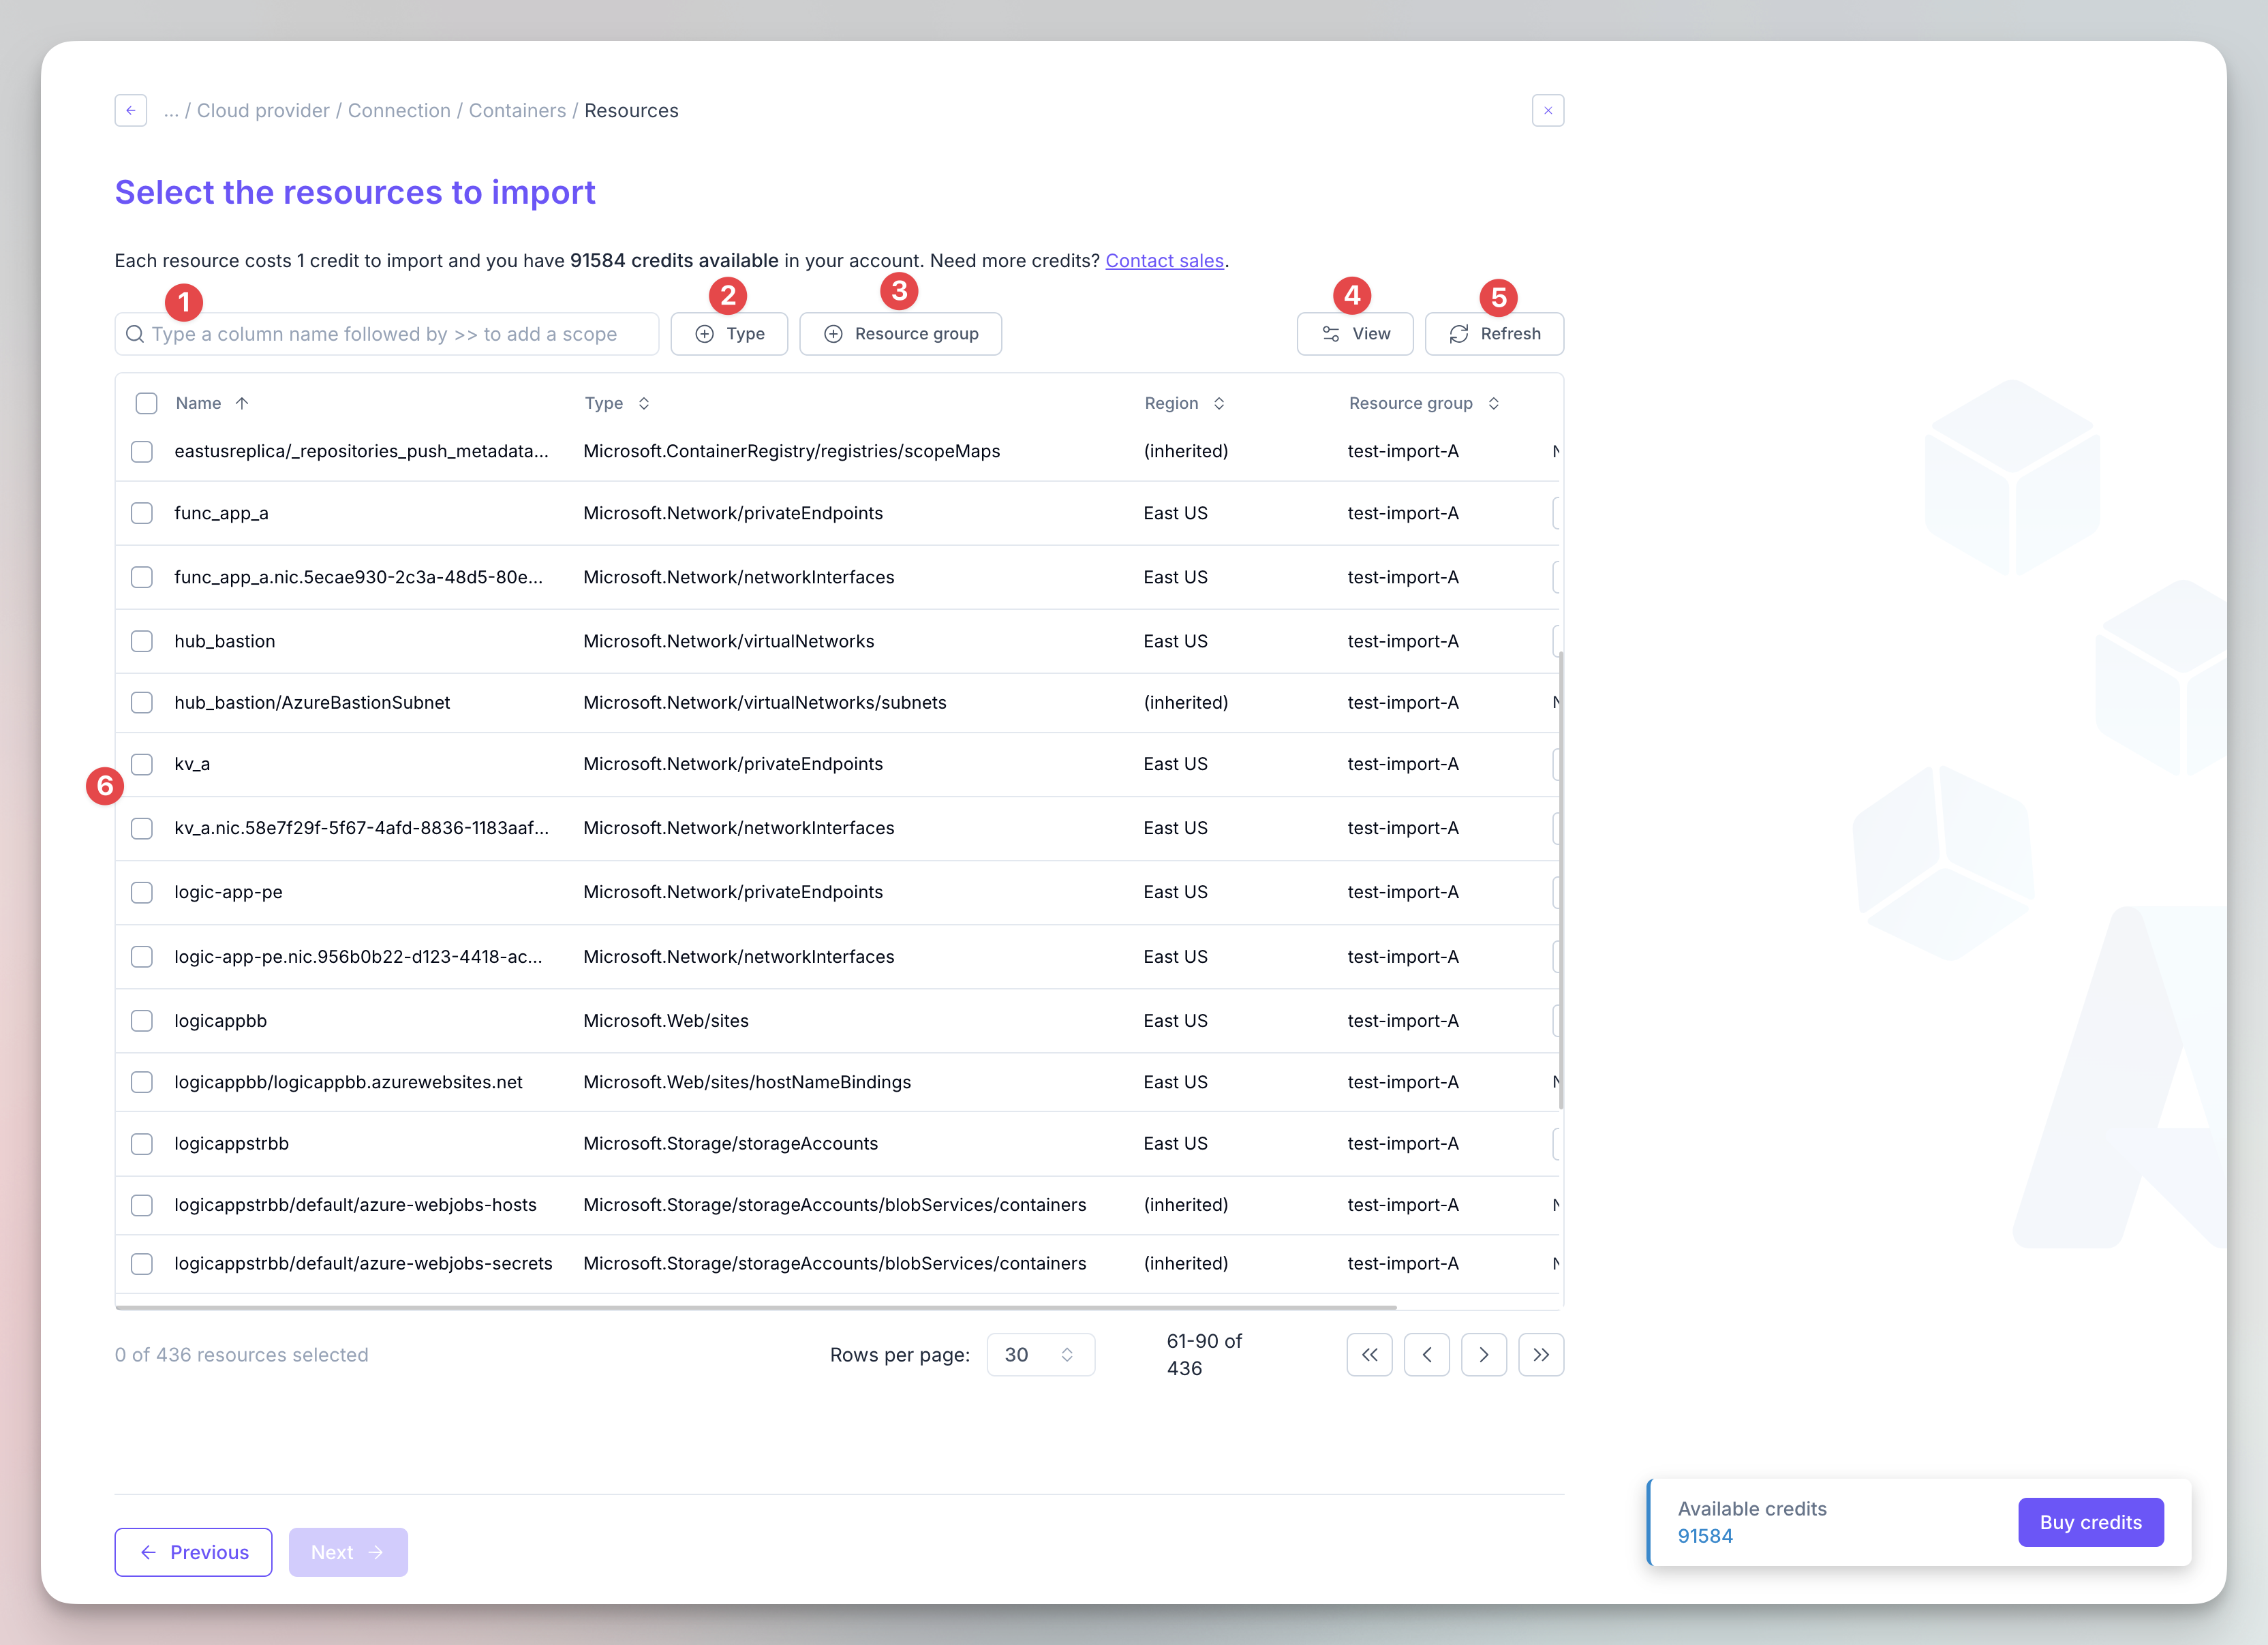 ... / Cloud provider / Connection / Containers / Resources
Select the resources to import
Each resource costs 1 credit to import and you have 91584 credits available in your account. Need more credits? Contact sales.
1 2 3 4 5
Type a column name followed by >> to add a scope Type Resource group View Refresh
Name Type Region Resource group
eastusreplica/_repositories_push_metadata... Microsoft.ContainerRegistry/registries/scopeMaps (inherited) test-import-A
func_app_a Microsoft.Network/privateEndpoints East US test-import-A
func_app_a.nic.5ecae930-2c3a-48d5-80e... Microsoft.Network/networkInterfaces East US test-import-A
hub_bastion Microsoft.Network/virtualNetworks East US test-import-A
hub_bastion/AzureBastionSubnet Microsoft.Network/virtualNetworks/subnets (inherited) test-import-A
kv_a Microsoft.Network/privateEndpoints East US test-import-A
6
kv_a.nic.58e7f29f-5f67-4afd-8836-1183aaf... Microsoft.Network/networkInterfaces East US test-import-A
logic-app-pe Microsoft.Network/privateEndpoints East US test-import-A
logic-app-pe.nic.956b0b22-d123-4418-ac... Microsoft.Network/networkInterfaces East US test-import-A
logicappbb Microsoft.Web/sites East US test-import-A
logicappbb/logicappbb.azurewebsites.net Microsoft.Web/sites/hostNameBindings East US test-import-A
logicappstrbb Microsoft.Storage/storageAccounts East US test-import-A
logicappstrbb/default/azure-webjobs-hosts Microsoft.Storage/storageAccounts/blobServices/containers (inherited) test-import-A
logicappstrbb/default/azure-webjobs-secrets Microsoft.Storage/storageAccounts/blobServices/containers (inherited) test-import-A
0 of 436 resources selected Rows per page: 30 61-90 of
436
Previous Next
Available credits
91584
Buy credits